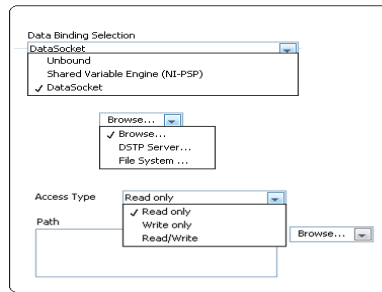 Data Binding Selection
DataSocket
Unbound
Shared Variable Engine (NI-PSP)
✓ DataSocket
Browse...
✓ Browse...
DSTP Server...
File System ...
Access Type Read only
✓ Read only
Write only
Read/Write
Path
Browse...